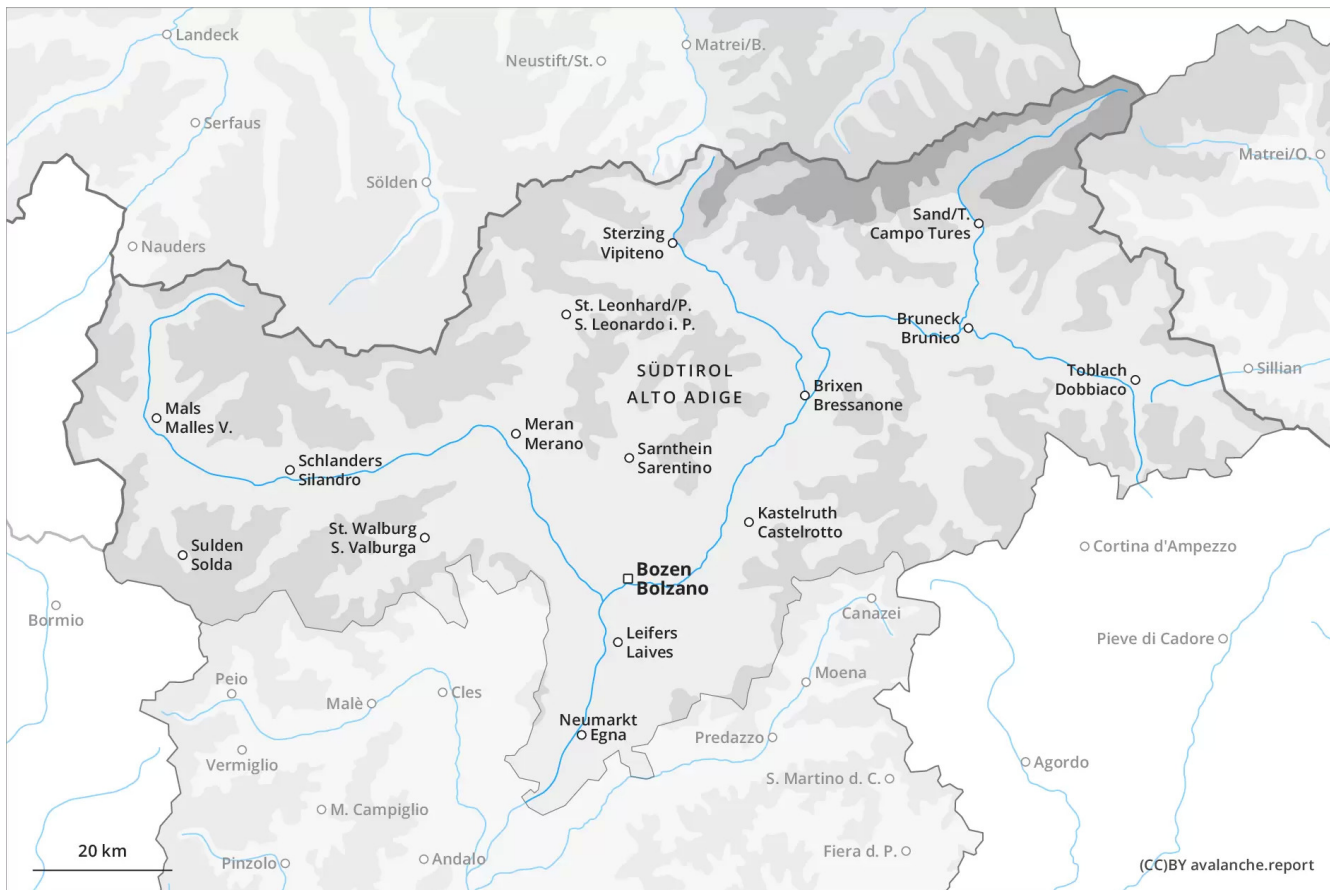 Landeck
Matrei/B.
Neustift/St.
Serfaus
Matrei/O.
Sölden
Sand/T.
Campo Tures
Sterzing
Vipiteno
Nauders
St. Leonhard/P.
S. Leonardo i. P.
Bruneck
Brunico
SÜDTIROL
ALTO ADIGE
Toblach
Dobbiaco
Sillian
Brixen
Bressanone
Mals
Malles V.
Meran
Merano
Sarnthein
Sarentino
Schlanders
Silandro
Kastelruth
Castelrotto
St. Walburg
S. Valburga
Sulden
Solda
Cortina d'Ampezzo
Bozen
Bolzano
Bormio
Canazei
Leifers
Laives
Pieve di Cadore
Peio
Moena
Malè
Cles
Neumarkt
Egna
Predazzo
Vermiglio
Agordo
S. Martino d. C.
M. Campiglio
20 km
Pinzolo
Andalo
Fiera d. P.
(CC)BY avalanche.report